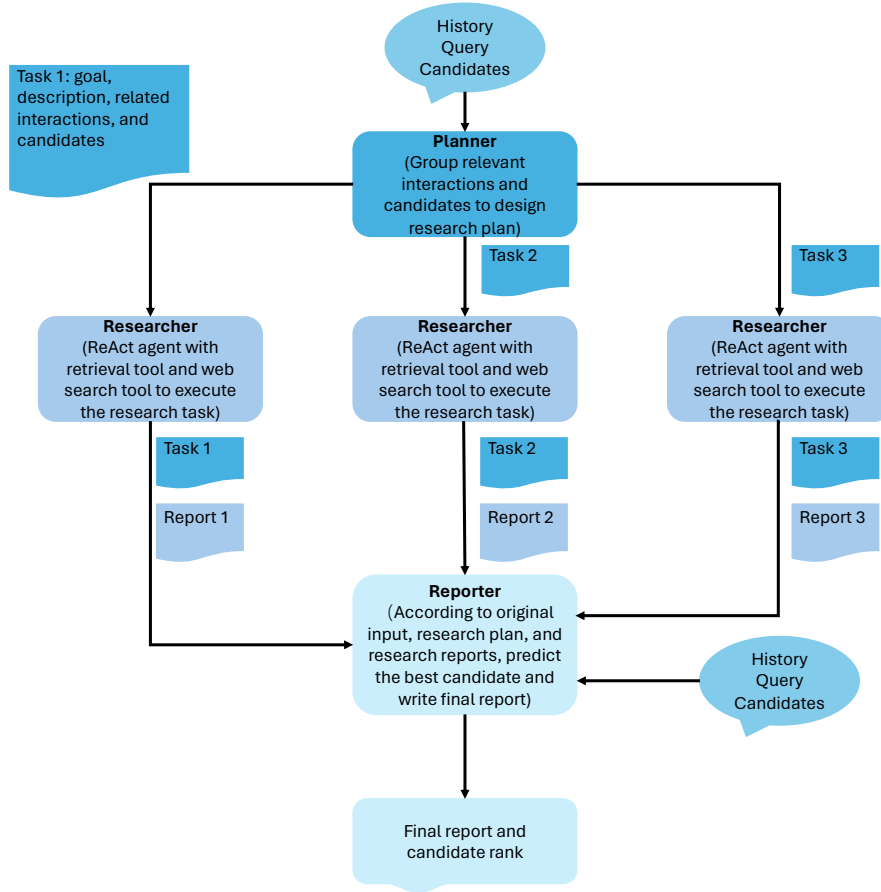 History
Query
Candidates
Task 1: goal,
description, related
interactions, and
candidates
Planner
(Group relevant
interactions and
candidates to design
research plan)
Task 2
Task 3
Researcher
(ReAct agent with
retrieval tool and web
search tool to execute
the research task)
Researcher
(ReAct agent with
retrieval tool and web
search tool to execute
the research task)
Researcher
(ReAct agent with
retrieval tool and web
search tool to execute
the research task)
Task 1
Task 2
Task 3
Report 1
Report 2
Report 3
Reporter
(According to original
input, research plan, and
research reports, predict
the best candidate and
write final report)
History
Query
Candidates
Final report and
candidate rank